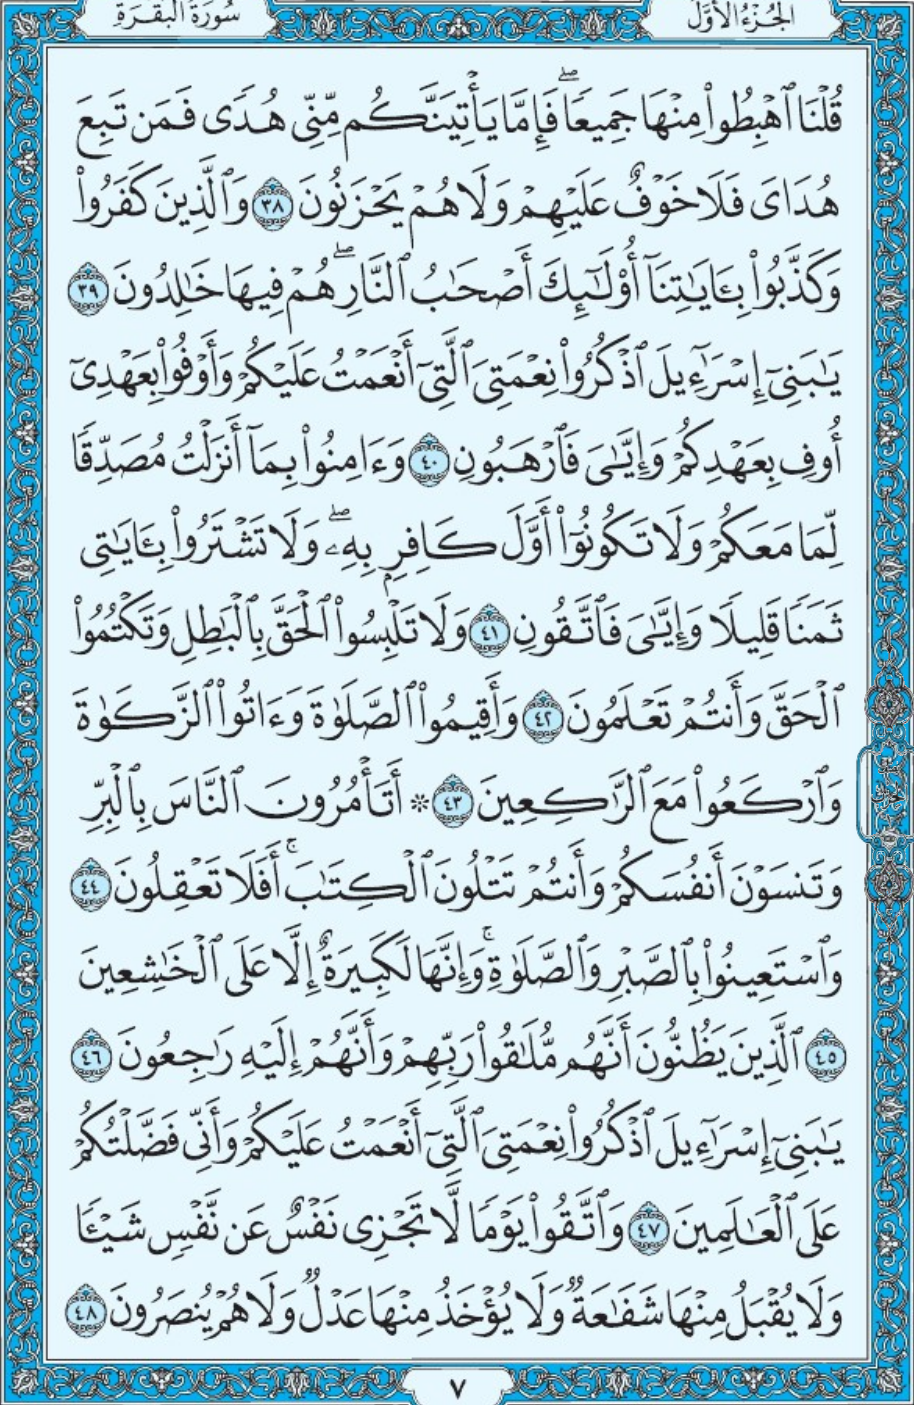 الجُزْءُ الأَوَّلُ
سُورَةُ البَقَرَةِ
قُلْنَا ٱهْبِطُوا۟ مِنْهَا جَمِيعًاۖ فَإِمَّا يَأْتِيَنَّكُم مِّنِّى هُدًى فَمَن تَبِعَ
هُدَاىَ فَلَا خَوْفٌ عَلَيْهِمْ وَلَا هُمْ يَحْزَنُونَ ٣٨ وَٱلَّذِينَ كَفَرُوا۟
وَكَذَّبُوا۟ بِـَٔايَـٰتِنَآ أُو۟لَـٰٓئِكَ أَصْحَـٰبُ ٱلنَّارِۖ هُمْ فِيهَا خَـٰلِدُونَ ٣٩
يَـٰبَنِىٓ إِسْرَٰٓءِيلَ ٱذْكُرُوا۟ نِعْمَتِىَ ٱلَّتِىٓ أَنْعَمْتُ عَلَيْكُمْ وَأَوْفُوا۟ بِعَهْدِىٓ
أُوفِ بِعَهْدِكُمْ وَإِيَّـٰىَ فَٱرْهَبُونِ ٤٠ وَءَامِنُوا۟ بِمَآ أَنزَلْتُ مُصَدِّقًا
لِّمَا مَعَكُمْ وَلَا تَكُونُوٓا۟ أَوَّلَ كَافِرٍۭ بِهِۦۖ وَلَا تَشْتَرُوا۟ بِـَٔايَـٰتِى
ثَمَنًا قَلِيلًا وَإِيَّـٰىَ فَٱتَّقُونِ ٤١ وَلَا تَلْبِسُوا۟ ٱلْحَقَّ بِٱلْبَـٰطِلِ وَتَكْتُمُوا۟
ٱلْحَقَّ وَأَنتُمْ تَعْلَمُونَ ٤٢ وَأَقِيمُوا۟ ٱلصَّلَوٰةَ وَءَاتُوا۟ ٱلزَّكَوٰةَ
وَٱرْكَعُوا۟ مَعَ ٱلرَّٰكِعِينَ ٤٣ * أَتَأْمُرُونَ ٱلنَّاسَ بِٱلْبِرِّ
وَتَنسَوْنَ أَنفُسَكُمْ وَأَنتُمْ تَتْلُونَ ٱلْكِتَـٰبَۚ أَفَلَا تَعْقِلُونَ ٤٤
وَٱسْتَعِينُوا۟ بِٱلصَّبْرِ وَٱلصَّلَوٰةِۚ وَإِنَّهَا لَكَبِيرَةٌ إِلَّا عَلَى ٱلْخَـٰشِعِينَ
٤٥ ٱلَّذِينَ يَظُنُّونَ أَنَّهُم مُّلَـٰقُوا۟ رَبِّهِمْ وَأَنَّهُمْ إِلَيْهِ رَٰجِعُونَ ٤٦
يَـٰبَنِىٓ إِسْرَٰٓءِيلَ ٱذْكُرُوا۟ نِعْمَتِىَ ٱلَّتِىٓ أَنْعَمْتُ عَلَيْكُمْ وَأَنِّى فَضَّلْتُكُمْ
عَلَى ٱلْعَـٰلَمِينَ ٤٧ وَٱتَّقُوا۟ يَوْمًا لَّا تَجْزِى نَفْسٌ عَن نَّفْسٍ شَيْـًٔا
وَلَا يُقْبَلُ مِنْهَا شَفَـٰعَةٌ وَلَا يُؤْخَذُ مِنْهَا عَدْلٌ وَلَا هُمْ يُنصَرُونَ ٤٨
٧